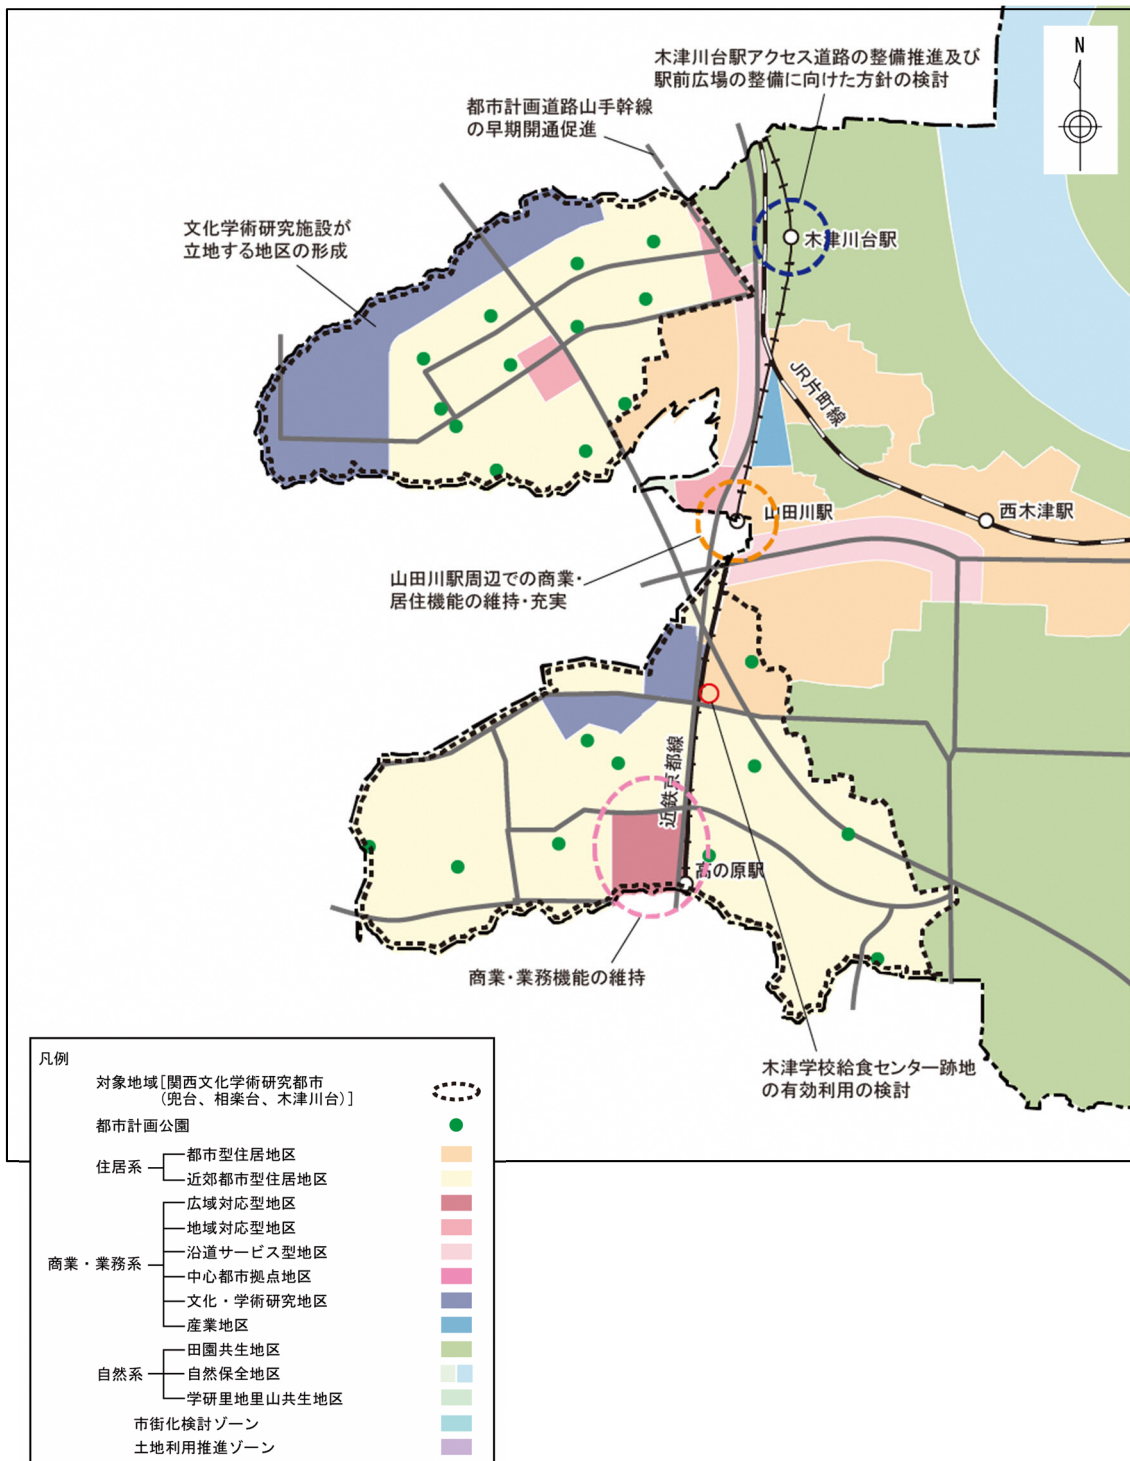 N
木津川台駅アクセス道路の整備推進及び
駅前広場の整備に向けた方針の検討
都市計画道路山手幹線
の早期開通促進
文化学術研究施設が
立地する地区の形成
木津川台駅
JR片町線
山田川駅
西木津駅
山田川駅周辺での商業・
居住機能の維持・充実
近鉄京都線
高の原駅
商業・業務機能の維持
木津学校給食センター跡地
の有効利用の検討
凡例
対象地域[関西文化学術研究都市
(兜台、相楽台、木津川台)]
都市計画公園
住居系
都市型住居地区
近郊都市型住居地区
商業・業務系
広域対応型地区
地域対応型地区
沿道サービス型地区
中心都市拠点地区
文化・学術研究地区
産業地区
自然系
田園共生地区
自然保全地区
学研里地里山共生地区
市街化検討ゾーン
土地利用推進ゾーン